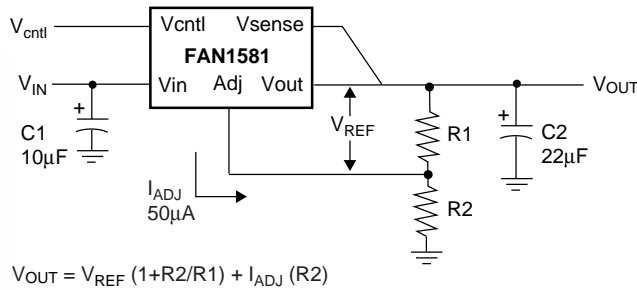 Vcntl
Vcntl Vsense
FAN1581
VIN
Vin Adj Vout
VOUT
+
C1
10μF
VREF
R1
+
C2
22μF
IADJ
50μA
R2
VOUT = VREF (1+R2/R1) + IADJ (R2)